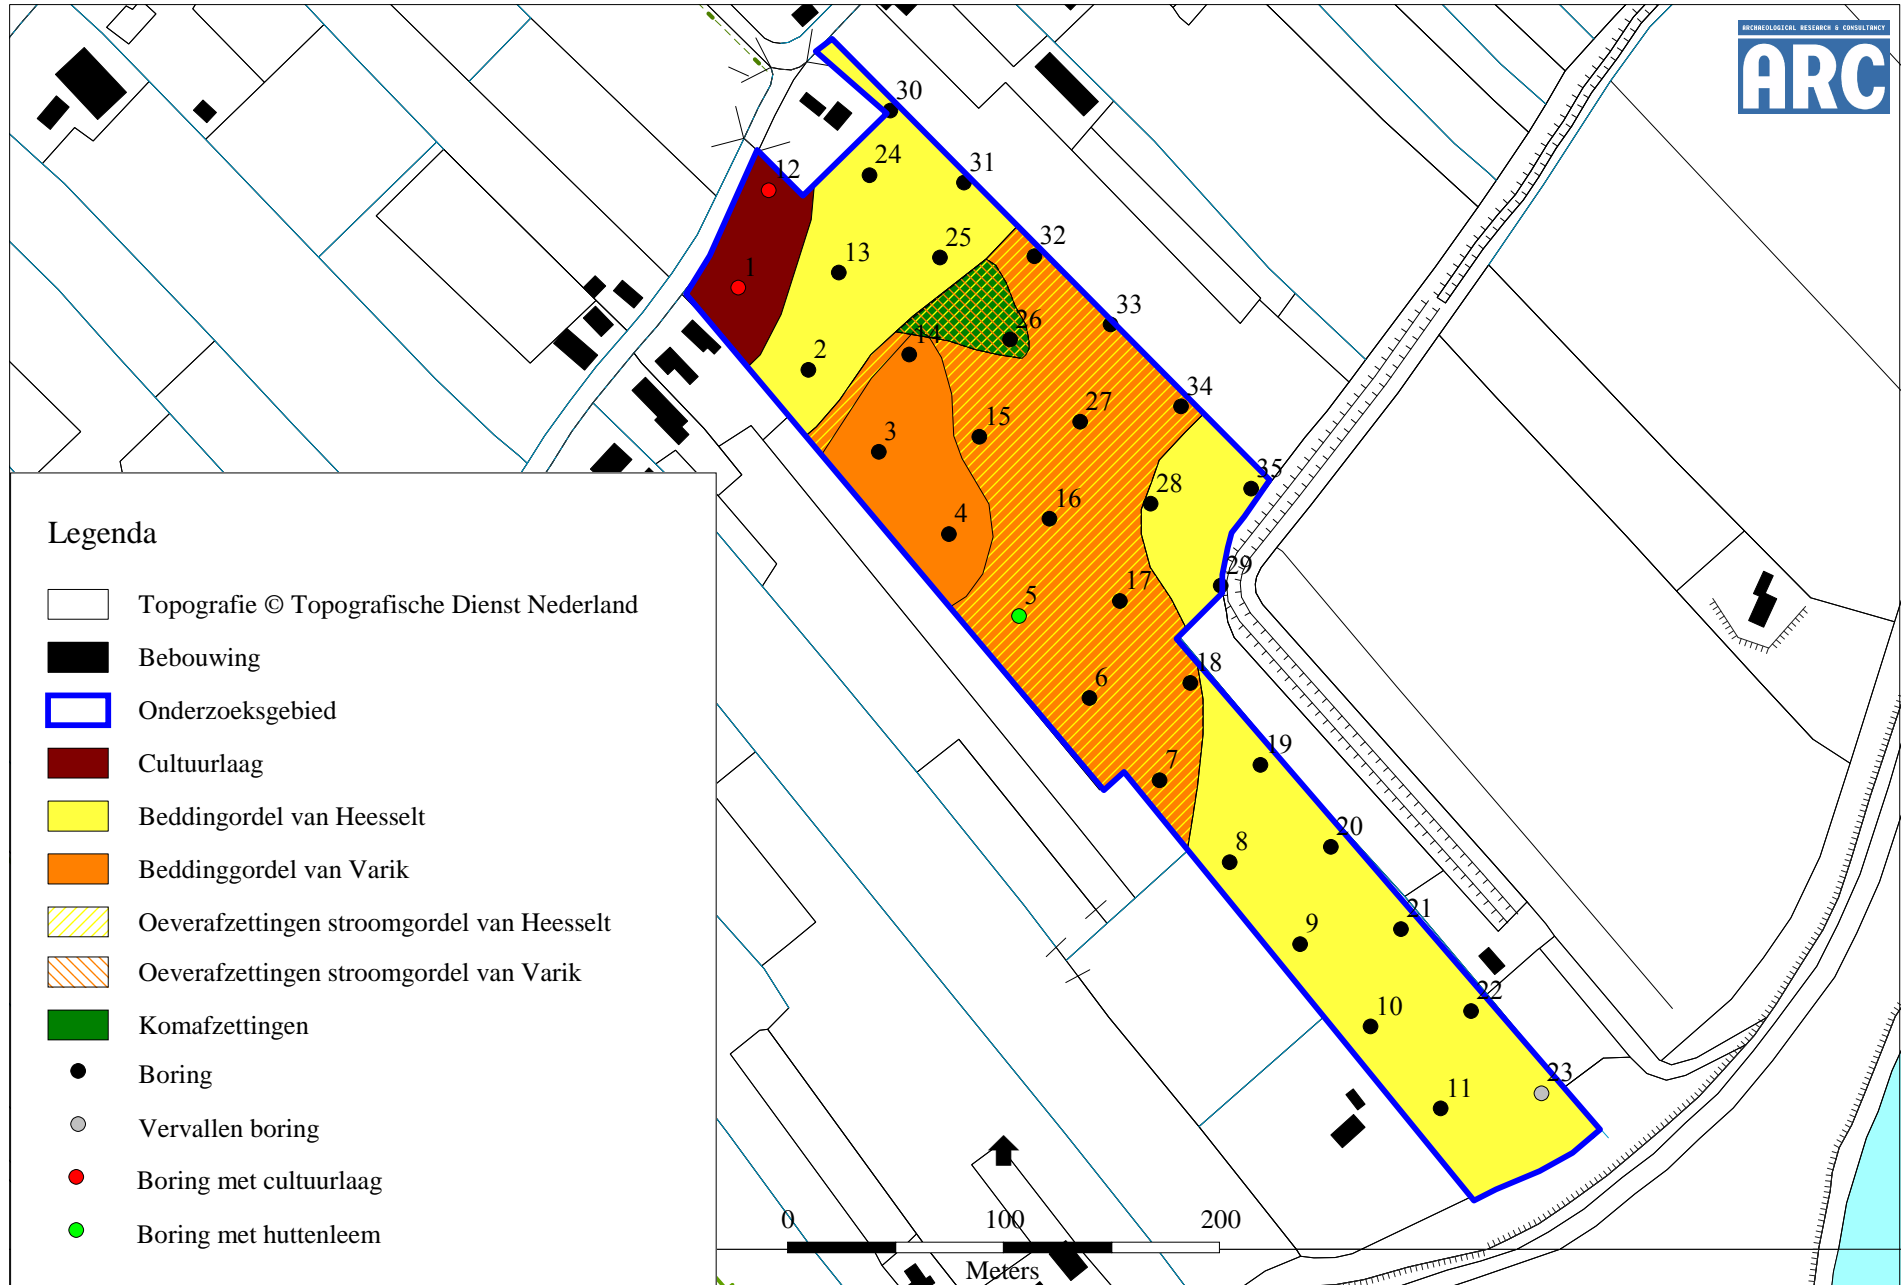 ARCHAEOLOGICAL RESEARCH & CONSULTANCY
ARC
30
24
31
12
32
25
13
1
33
26
14
2
34
27
15
3
35
28
16
4
29
17
5
18
6
19
7
20
8
21
9
22
10
23
11
Legenda
Topografie © Topografische Dienst Nederland
Bebouwing
Onderzoeksgebied
Cultuurlaag
Beddingordel van Heesselt
Beddinggordel van Varik
Oeverafzettingen stroomgordel van Heesselt
Oeverafzettingen stroomgordel van Varik
Komafzettingen
Boring
Vervallen boring
Boring met cultuurlaag
Boring met huttenleem
0 100 200
Meters